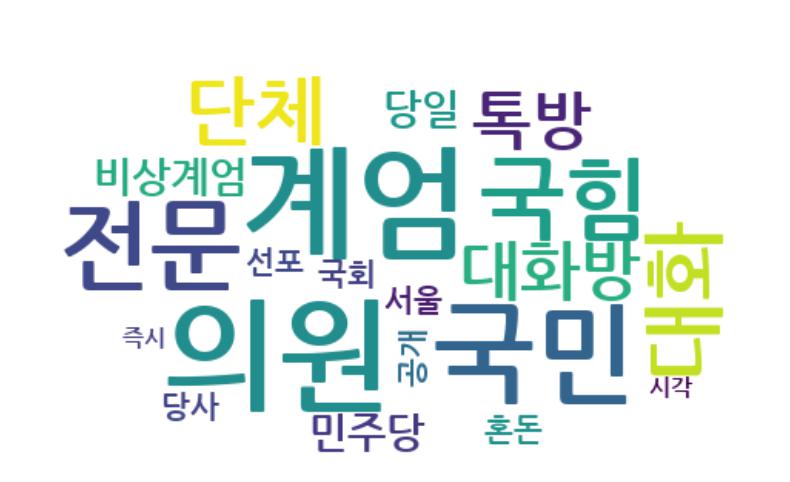 단체
당일
톡방
비상계엄
계엄
국힘
전문
선포
국회
대화방
대화
서울
즉시
의원
공개
국민
시각
당사
민주당
혼돈